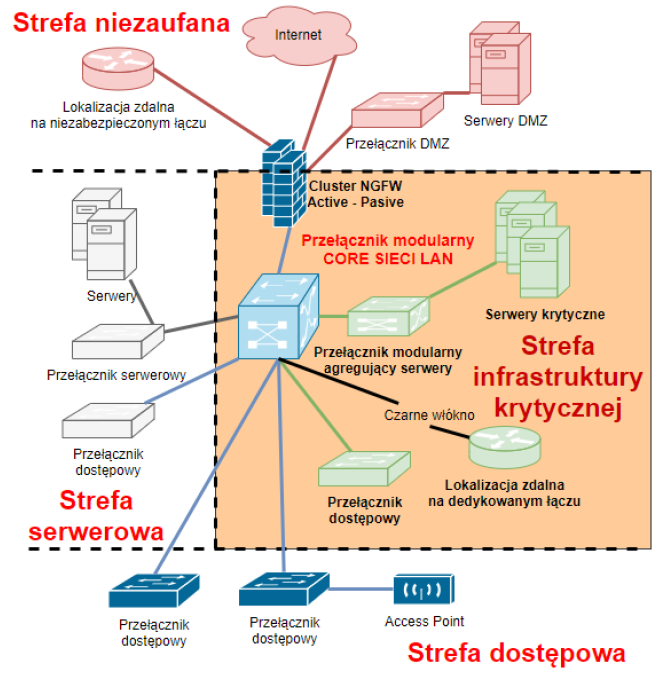 Strefa niezaufana
Internet
Lokalizacja zdalna
na niezabezpieczonym łączu
Serwery DMZ
Przełącznik DMZ
Cluster NGFW
Active - Pasive
Przełącznik modularny
CORE SIECI LAN
Serwery
Serwery krytyczne
Przełącznik serwerowy
Przełącznik modularny
agregujący serwery
Strefa
infrastruktury
krytycznej
Czarne włókno
Przełącznik
dostępowy
Lokalizacja zdalna
na dedykowanym łączu
Przełącznik
dostępowy
Strefa
serwerowa
Przełącznik
dostępowy
Przełącznik
dostępowy
Access Point
Strefa dostępowa